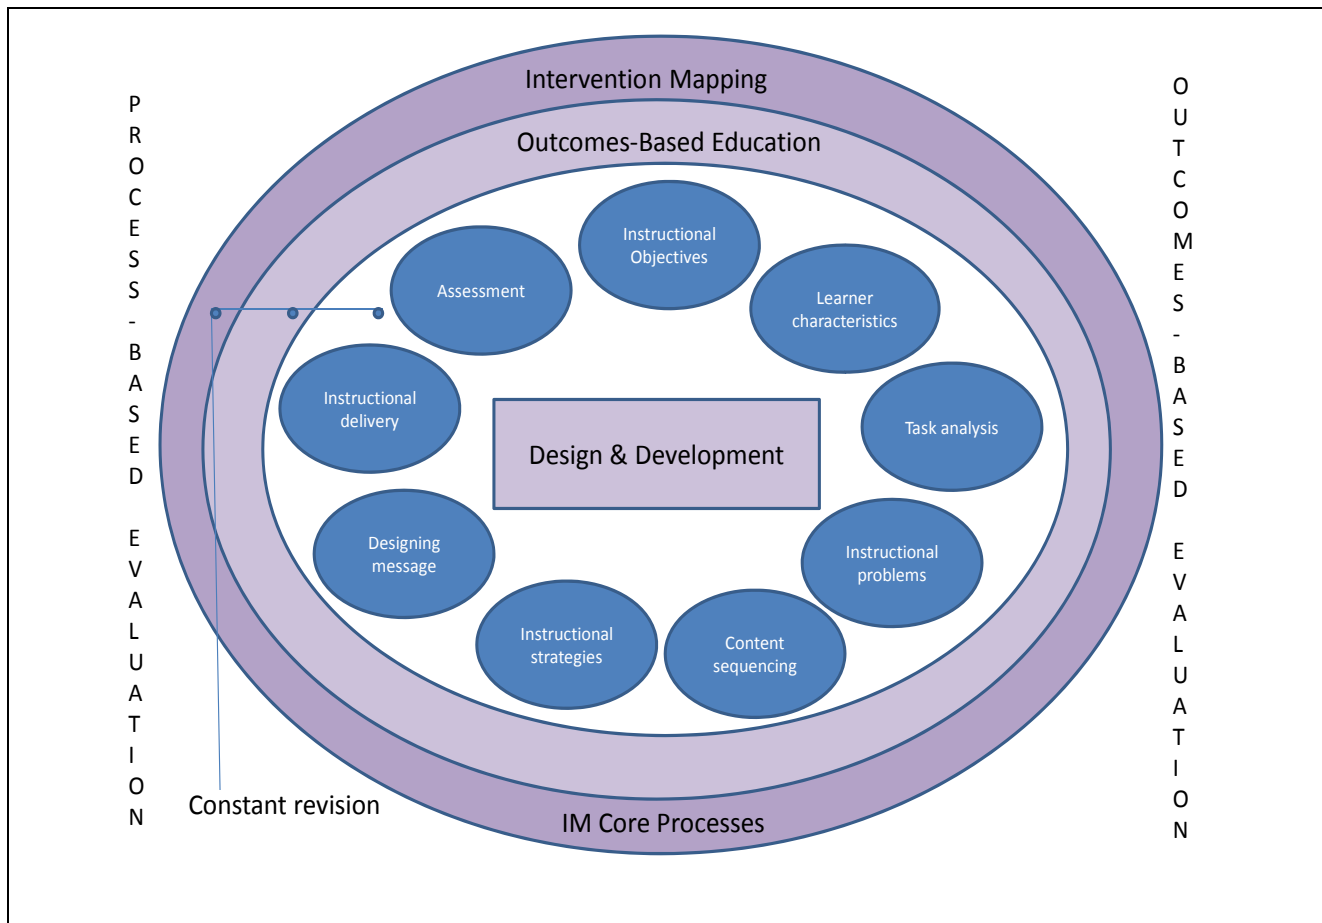 Intervention Mapping
Outcomes-Based Education
PROCESS-BASED EVALUATION
OUTCOMES-BASED EVALUATION
Instructional
Objectives
Learner
characteristics
Task analysis
Instructional
problems
Content
sequencing
Instructional
strategies
Designing
message
Instructional
delivery
Assessment
Design & Development
Constant revision
IM Core Processes